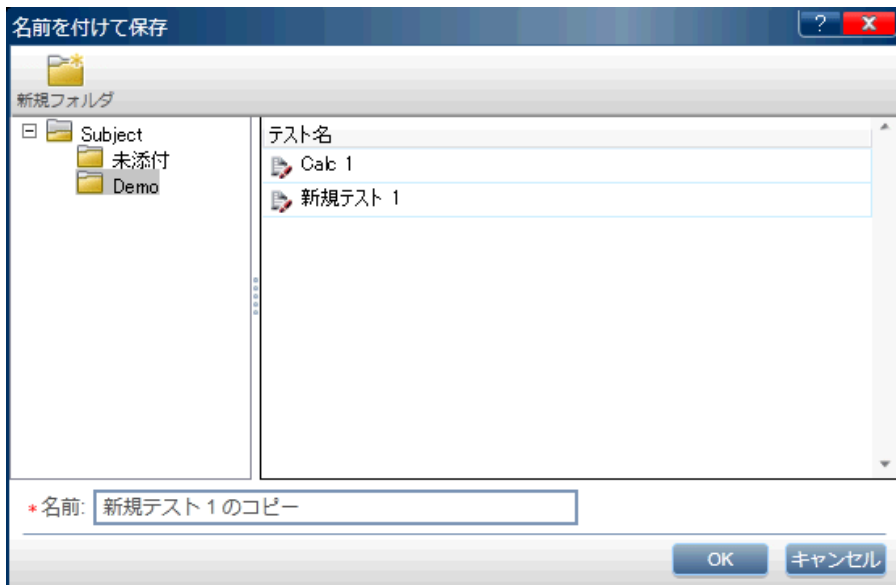 名前を付けて保存
?
x
新規フォルダ
Subject
未添付
Demo
テスト名
Calc 1
新規テスト 1
*名前: 新規テスト 1 のコピー
OK
キャンセル